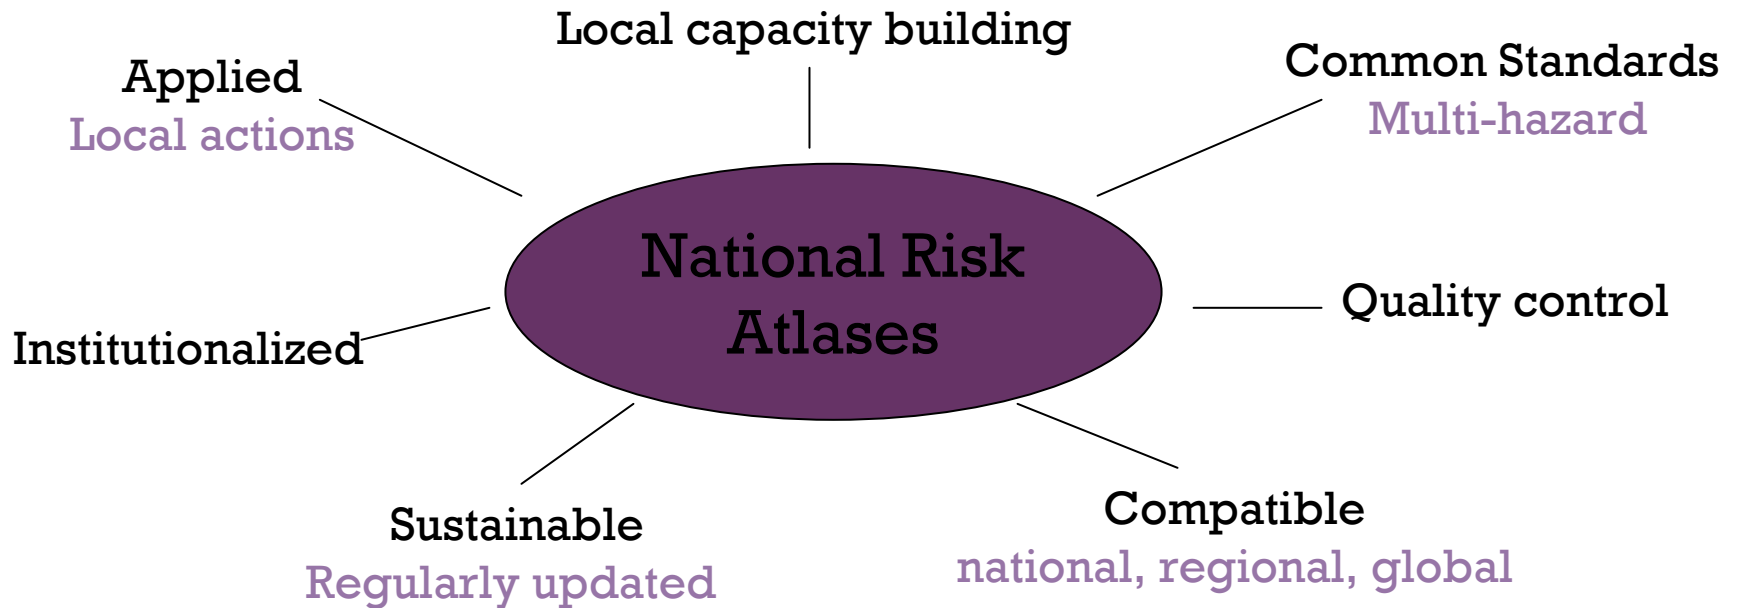 Local capacity building
Applied
Local actions
Common Standards
Multi-hazard
National Risk
Atlases
Institutionalized
Quality control
Sustainable
Regularly updated
Compatible
national, regional, global